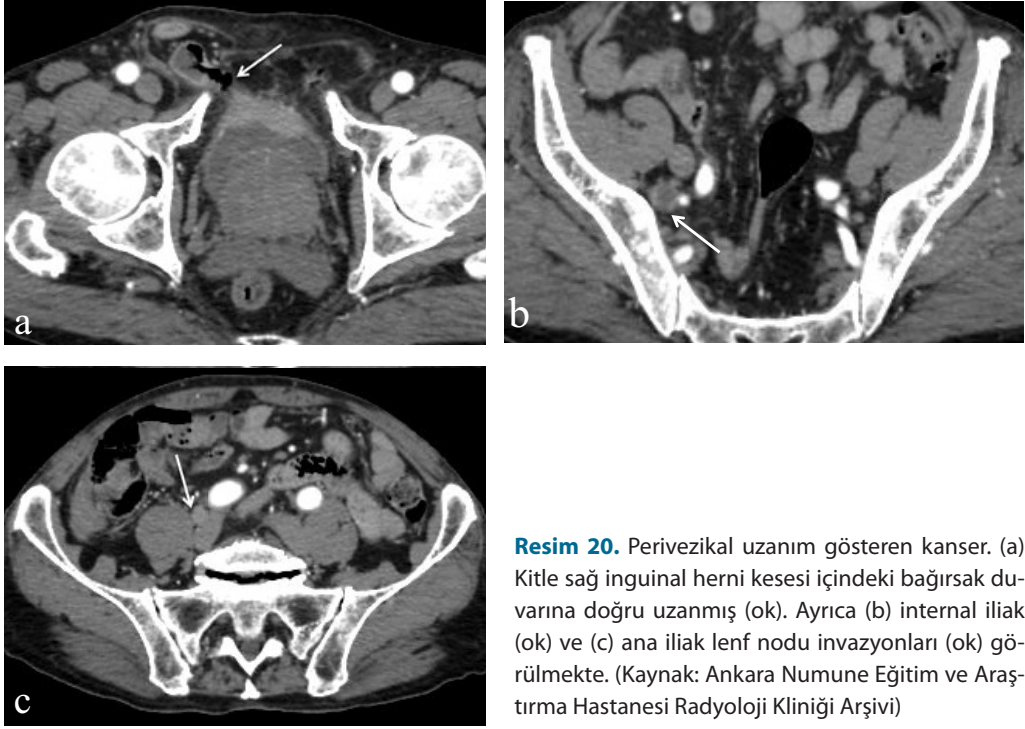 a
b
c
Resim 20. Perivezikal uzanım gösteren kanser. (a)
Kitle sağ inguinal herni kesesi içindeki bağırsak du-
varına doğru uzanmış (ok). Ayrıca (b) internal iliak
(ok) ve (c) ana iliak lenf nodu invazyonları (ok) gö-
rülmekte. (Kaynak: Ankara Numune Eğitim ve Araş-
tırma Hastanesi Radyoloji Kliniği Arşivi)